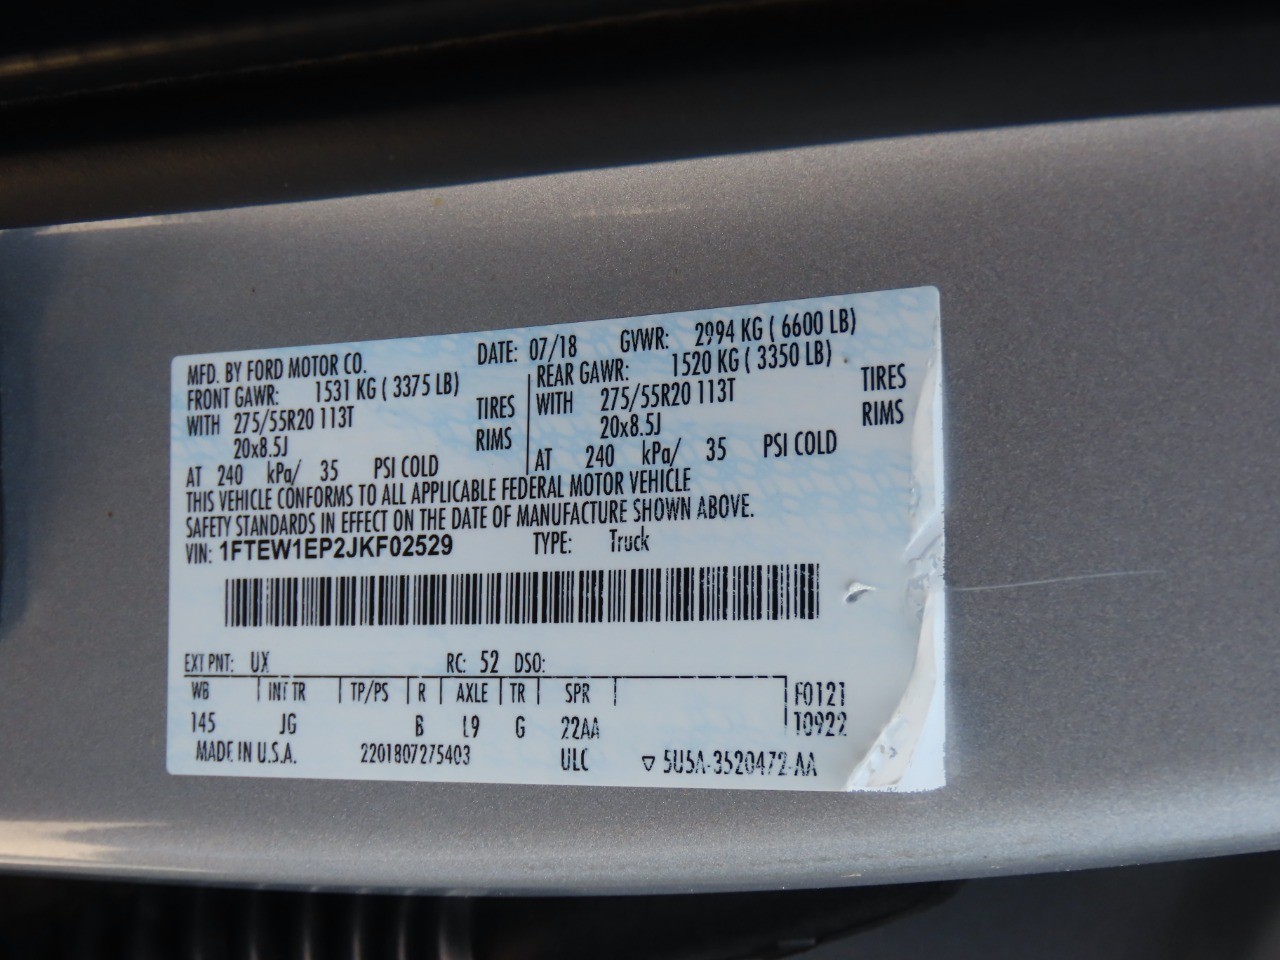 MFD. BY FORD MOTOR CO. DATE: 07/18 GVWR: 2994 KG ( 6600 LB)
FRONT GAWR: 1531 KG ( 3375 LB) REAR GAWR: 1520 KG ( 3350 LB)
WITH 275/55R20 113T TIRES WITH 275/55R20 113T TIRES
20x8.5J RIMS 20x8.5J RIMS
AT 240 kPa/ 35 PSI COLD AT 240 kPa/ 35 PSI COLD
THIS VEHICLE CONFORMS TO ALL APPLICABLE FEDERAL MOTOR VEHICLE
SAFETY STANDARDS IN EFFECT ON THE DATE OF MANUFACTURE SHOWN ABOVE.
VIN: 1FTEW1EP2JKF02529 TYPE: Truck
EXT PNT: UX RC: 52 DSO:
WB INT TR TP/PS R AXLE TR SPR F0121
145 JG B L9 G 22AA 10922
MADE IN U.S.A. 2201807275403 ULC ▽ 5U5A-3520472-AA